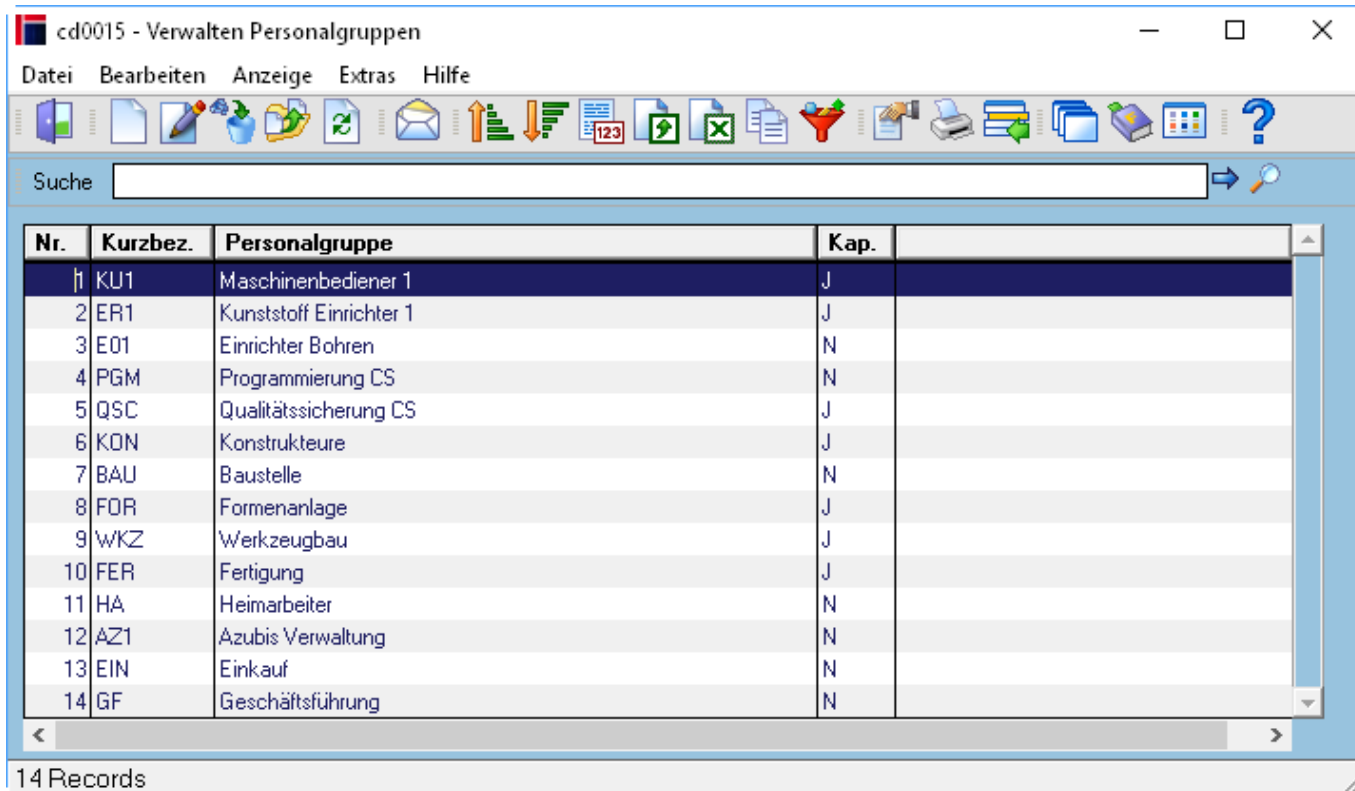 cd0015 - Verwalten Personalgruppen
Datei Bearbeiten Anzeige Extras Hilfe
123
Suche
Nr. Kurzbez. Personalgruppe Kap.
1 KU1 Maschinenbediener 1 J
2 ER1 Kunststoff Einrichter 1 J
3 E01 Einrichter Bohren N
4 PGM Programmierung CS N
5 QSC Qualitätssicherung CS J
6 KON Konstrukteure J
7 BAU Baustelle N
8 FOR Formenanlage J
9 WKZ Werkzeugbau J
10 FER Fertigung J
11 HA Heimarbeiter N
12 AZ1 Azubis Verwaltung N
13 EIN Einkauf N
14 GF Geschäftsführung N
14 Records